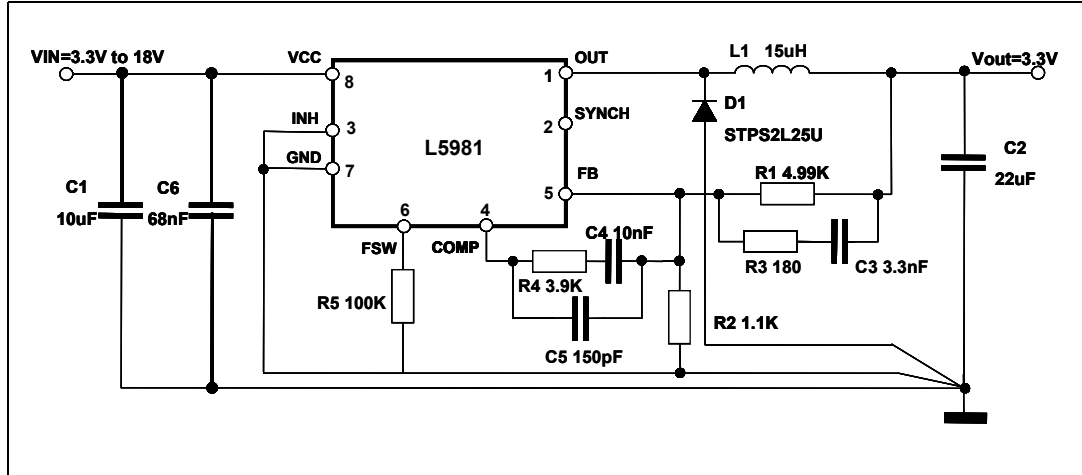 VIN=3.3V to 18V
VCC
8
INH
3
GND
7
L5981
1
OUT
SYNCH
2
FB
5
6
FSW
4
COMP
L1 15uH
Vout=3.3V
D1
STPS2L25U
C1
10uF
C6
68nF
R1 4.99K
C2
22uF
R3 180
C3 3.3nF
C4 10nF
R4 3.9K
R5 100K
R2 1.1K
C5 150pF